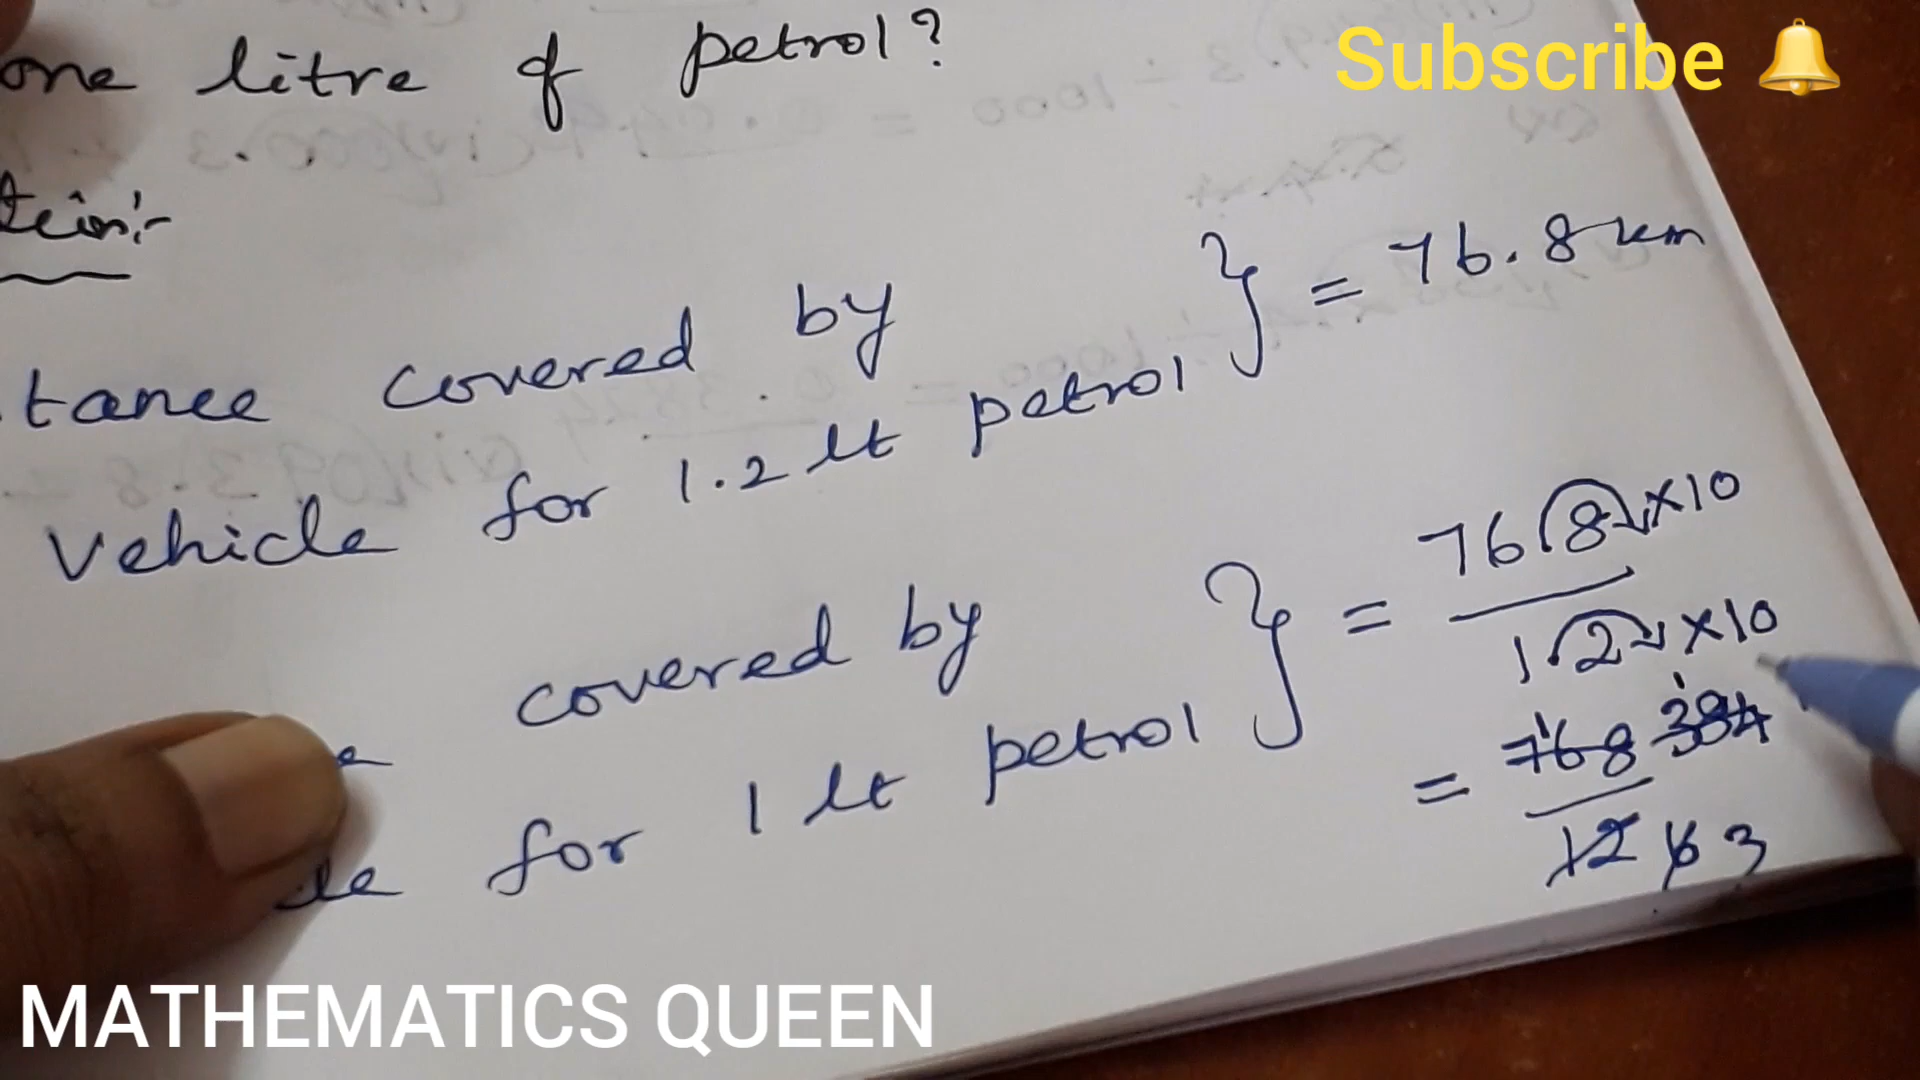 one litre of petrol?
Subscribe 🔔
tion:-
tance covered by } = 76.8 km
vehicle for 1.2 lt petrol
covered by } = 76.8 × 10
for 1 lt petrol 1.2 × 10
= 768 384
12 6 3
MATHEMATICS QUEEN